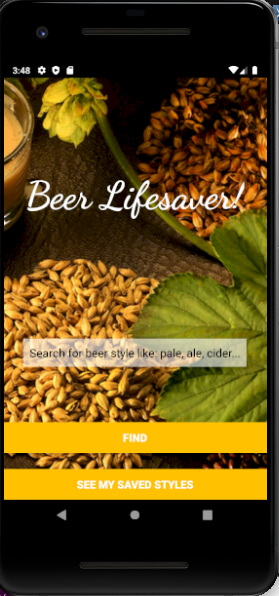 3:48
Beer Lifesaver!
Search for beer style like: pale, ale, cider...
FIND
SEE MY SAVED STYLES